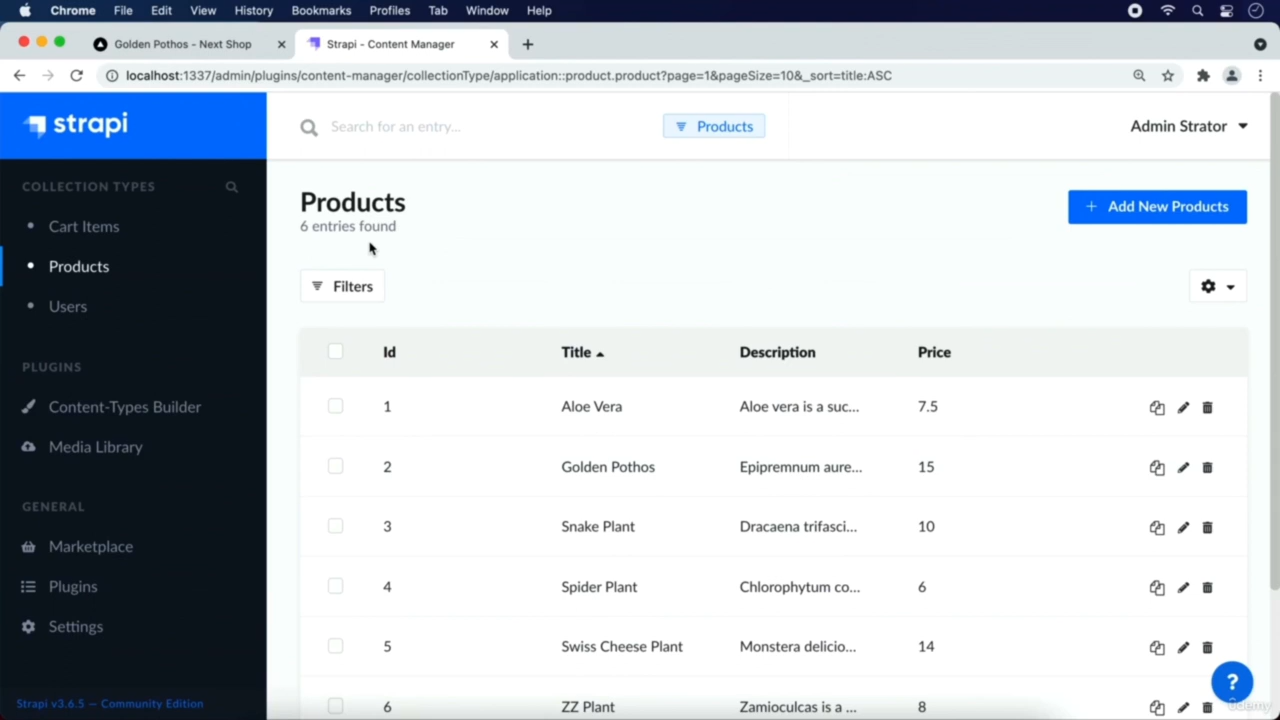 Chrome File Edit View History Bookmarks Profiles Tab Window Help
Golden Pothos - Next Shop
Strapi - Content Manager
localhost:1337/admin/plugins/content-manager/collectionType/application::product.product?page=1&pageSize=10&_sort=title:ASC
strapi
Search for an entry...
Products
Admin Strator
COLLECTION TYPES
Cart Items
Products
Users
PLUGINS
Content-Types Builder
Media Library
GENERAL
Marketplace
Plugins
Settings
Strapi v3.6.5 — Community Edition
Products
6 entries found
+ Add New Products
Filters
Id Title Description Price
1 Aloe Vera Aloe vera is a suc... 7.5
2 Golden Pothos Epipremnum aure... 15
3 Snake Plant Dracaena trifasci... 10
4 Spider Plant Chlorophytum co... 6
5 Swiss Cheese Plant Monstera delicio... 14
6 ZZ Plant Zamioculcas is a ... 8
?
Udemy